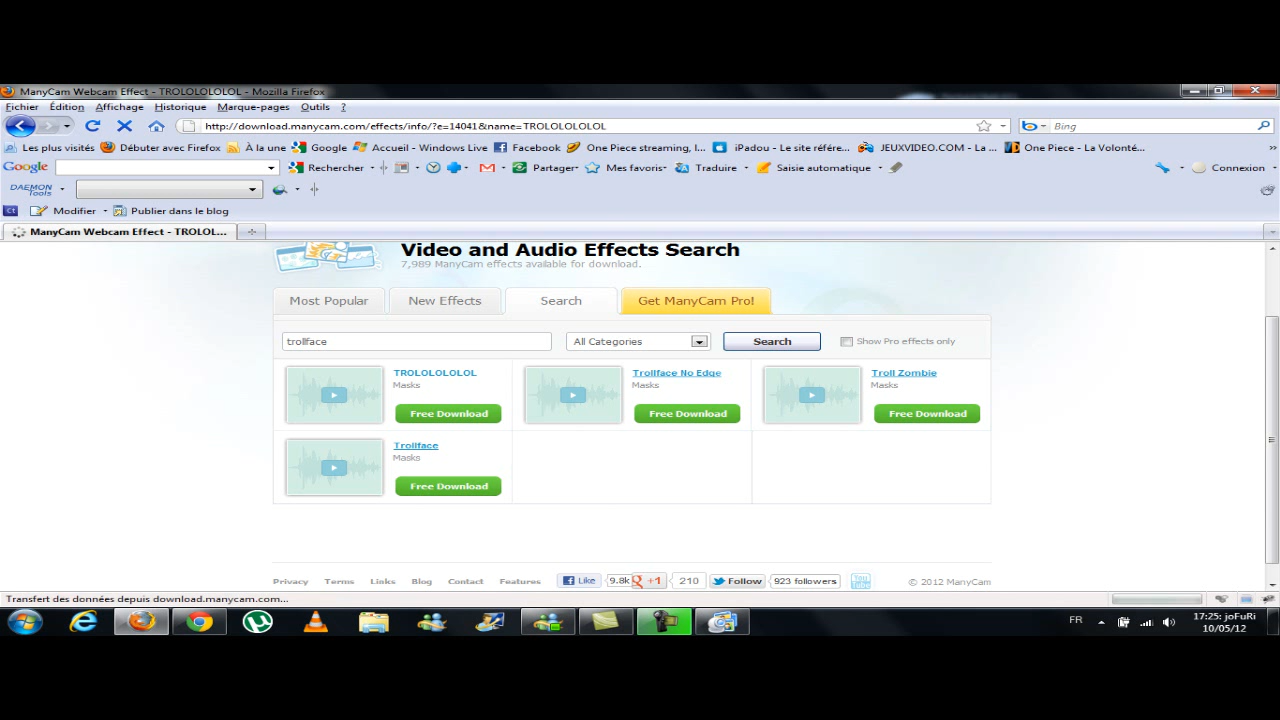 ManyCam Webcam Effect - TROLOLOLOLOL - Mozilla Firefox
Fichier Édition Affichage Historique Marque-pages Outils ?
http://download.manycam.com/effects/info/?e=14041&name=TROLOLOLOLOL
Bing
Les plus visités Débuter avec Firefox À la une Google Accueil - Windows Live Facebook One Piece streaming, l... iPadou - Le site référe... JEUXVIDEO.COM - La ... One Piece - La Volonté... »
Google Rechercher Partager Mes favoris Traduire Saisie automatique Connexion
DAEMON Tools
Ct Modifier Publier dans le blog
ManyCam Webcam Effect - TROLOL...
Video and Audio Effects Search
7,989 ManyCam effects available for download.
Most Popular New Effects Search Get ManyCam Pro!
trollface All Categories Search Show Pro effects only
TROLOLOLOLOL
Masks
Free Download
Trollface No Edge
Masks
Free Download
Troll Zombie
Masks
Free Download
Trollface
Masks
Free Download
Privacy Terms Links Blog Contact Features Like 9.8k +1 210 Follow 923 followers You Tube © 2012 ManyCam
Transfert des données depuis download.manycam.com...
FR 17:25: joFuRi
10/05/12